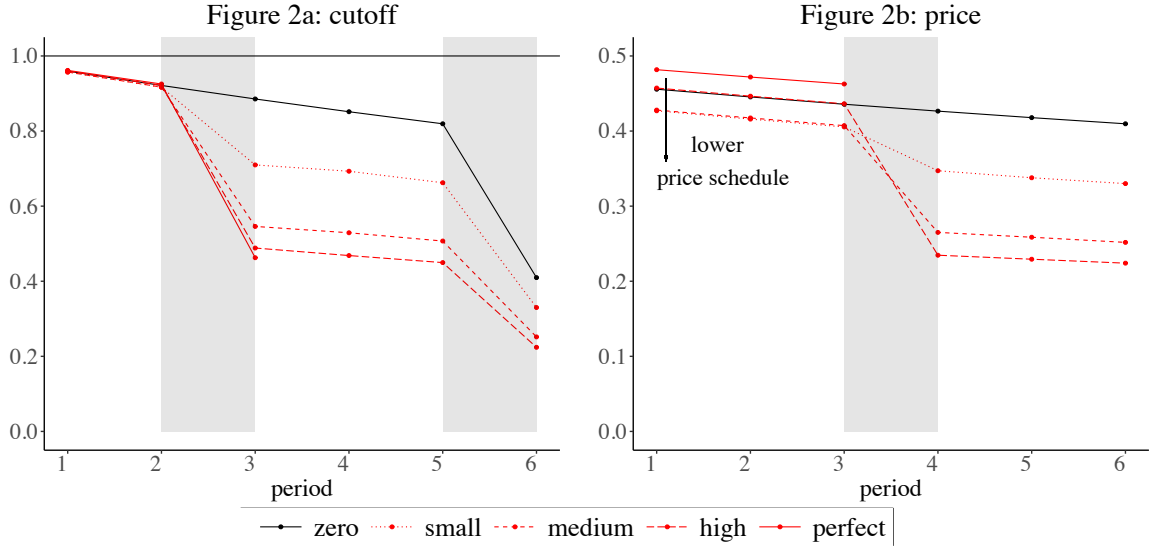 Figure 2a: cutoff
1.0
0.8
0.6
0.4
0.2
0.0
1 2 3 4 5 6
period
Figure 2b: price
0.5
0.4
0.3
0.2
0.1
0.0
lower
price schedule
1 2 3 4 5 6
period
zero small medium high perfect